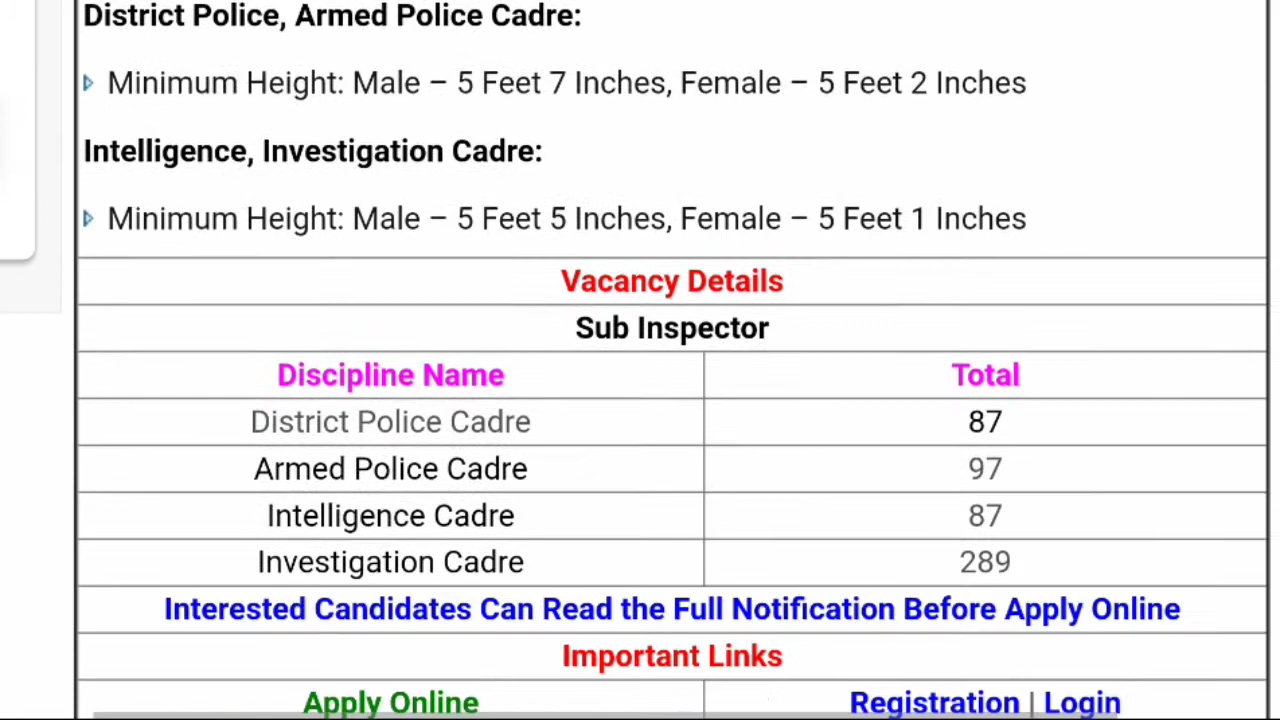 District Police, Armed Police Cadre:
Minimum Height: Male – 5 Feet 7 Inches, Female – 5 Feet 2 Inches
Intelligence, Investigation Cadre:
Minimum Height: Male – 5 Feet 5 Inches, Female – 5 Feet 1 Inches
Vacancy Details
Sub Inspector
Discipline Name Total
District Police Cadre 87
Armed Police Cadre 97
Intelligence Cadre 87
Investigation Cadre 289
Interested Candidates Can Read the Full Notification Before Apply Online
Important Links
Apply Online Registration | Login